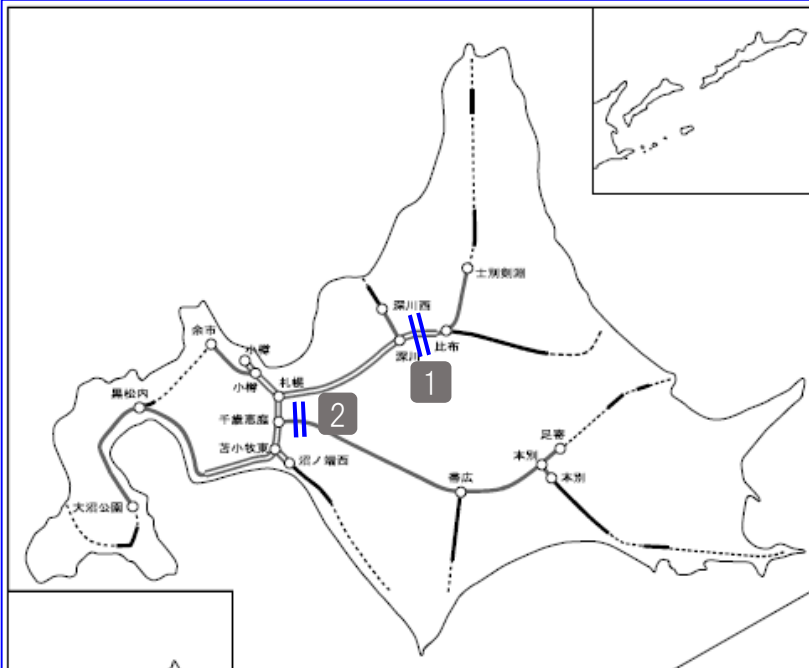 士別剣淵
深川西
深川
比布
余市
小樽
小樽
札幌
黒松内
千歳恵庭
苫小牧東
沼ノ端西
足寄
本別
本別
帯広
大沼公園
1
2